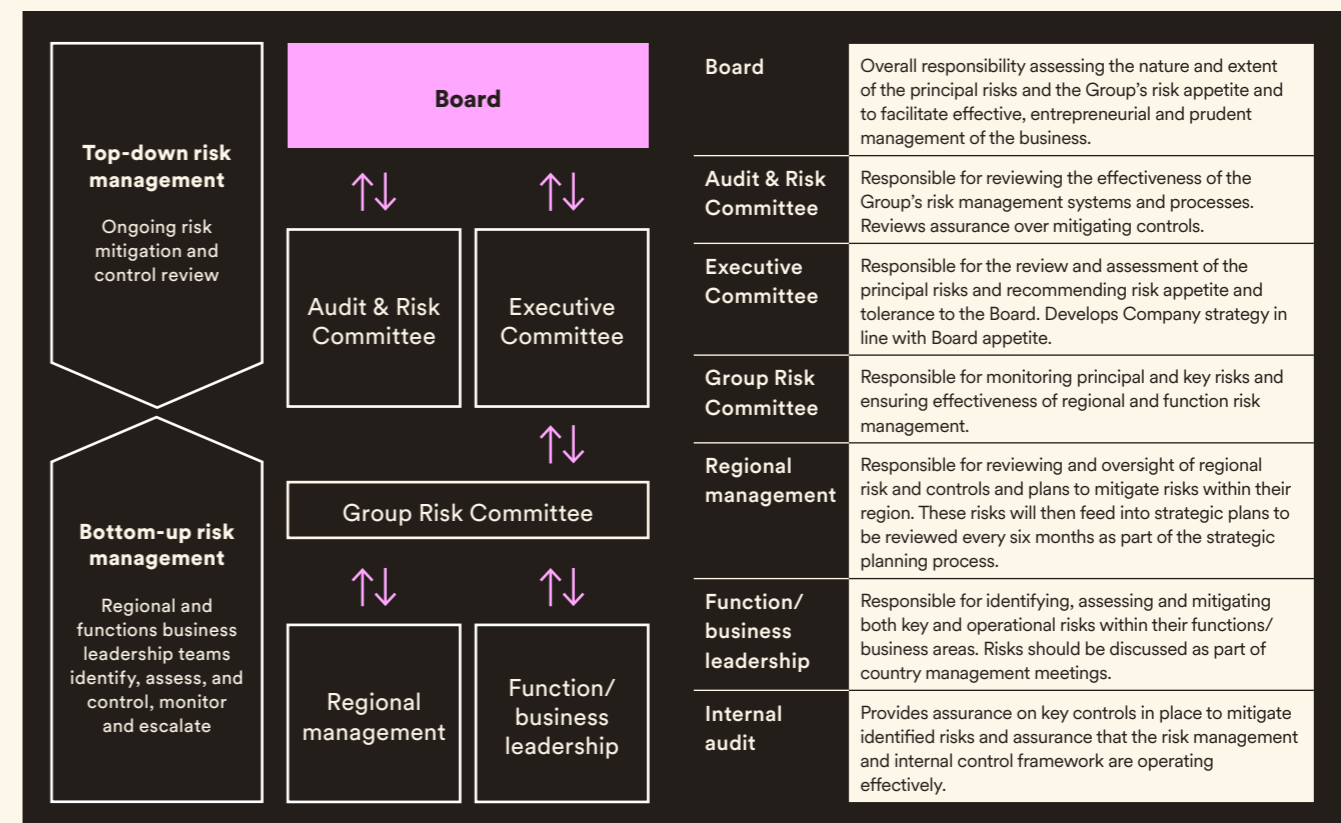 Top-down risk
management
Ongoing risk
mitigation and
control review
Bottom-up risk
management
Regional and
functions business
leadership teams
identify, assess, and
control, monitor
and escalate
Board
Audit & Risk
Committee
Executive
Committee
Group Risk Committee
Regional
management
Function/
business
leadership
Board
Overall responsibility assessing the nature and extent
of the principal risks and the Group’s risk appetite and
to facilitate effective, entrepreneurial and prudent
management of the business.
Audit & Risk
Committee
Responsible for reviewing the effectiveness of the
Group’s risk management systems and processes.
Reviews assurance over mitigating controls.
Executive
Committee
Responsible for the review and assessment of the
principal risks and recommending risk appetite and
tolerance to the Board. Develops Company strategy in
line with Board appetite.
Group Risk
Committee
Responsible for monitoring principal and key risks and
ensuring effectiveness of regional and function risk
management.
Regional
management
Responsible for reviewing and oversight of regional
risk and controls and plans to mitigate risks within their
region. These risks will then feed into strategic plans to
be reviewed every six months as part of the strategic
planning process.
Function/
business
leadership
Responsible for identifying, assessing and mitigating
both key and operational risks within their functions/
business areas. Risks should be discussed as part of
country management meetings.
Internal
audit
Provides assurance on key controls in place to mitigate
identified risks and assurance that the risk management
and internal control framework are operating
effectively.